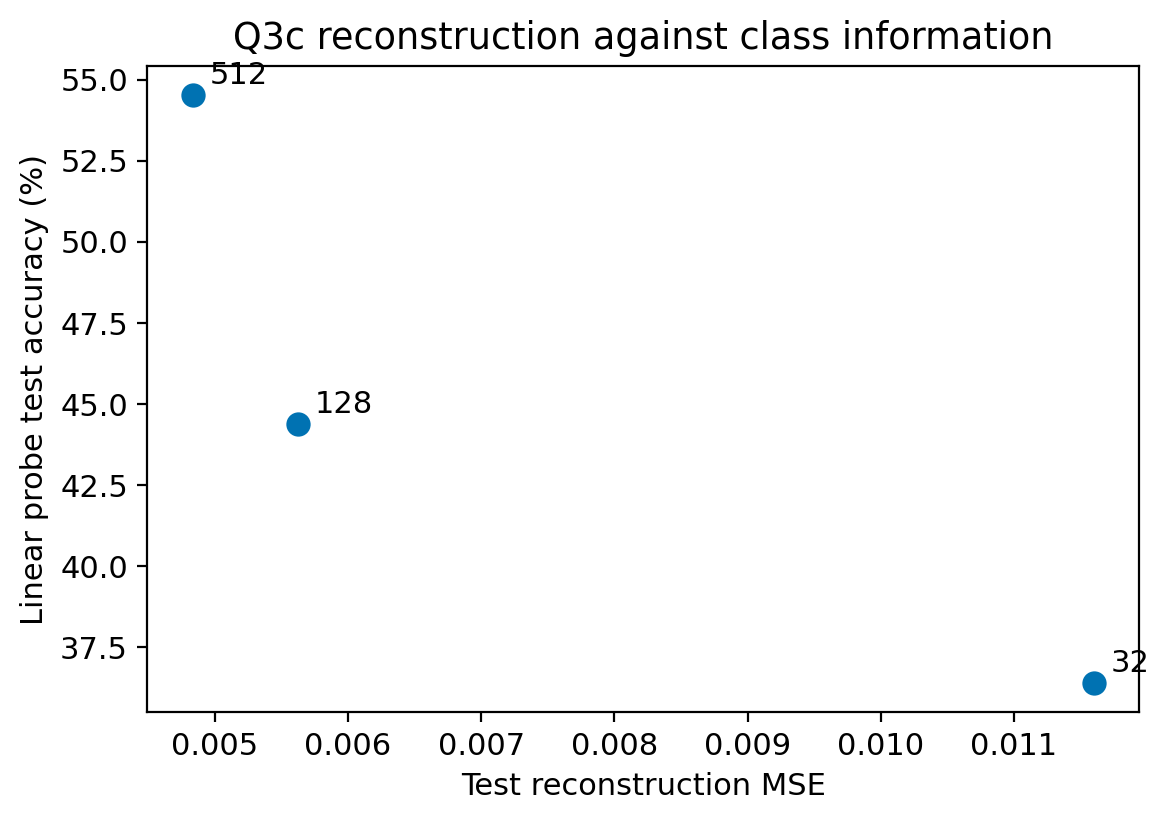 Q3c reconstruction against class information
55.0
52.5
50.0
47.5
45.0
42.5
40.0
37.5
Linear probe test accuracy (%)
512
128
32
0.005 0.006 0.007 0.008 0.009 0.010 0.011
Test reconstruction MSE